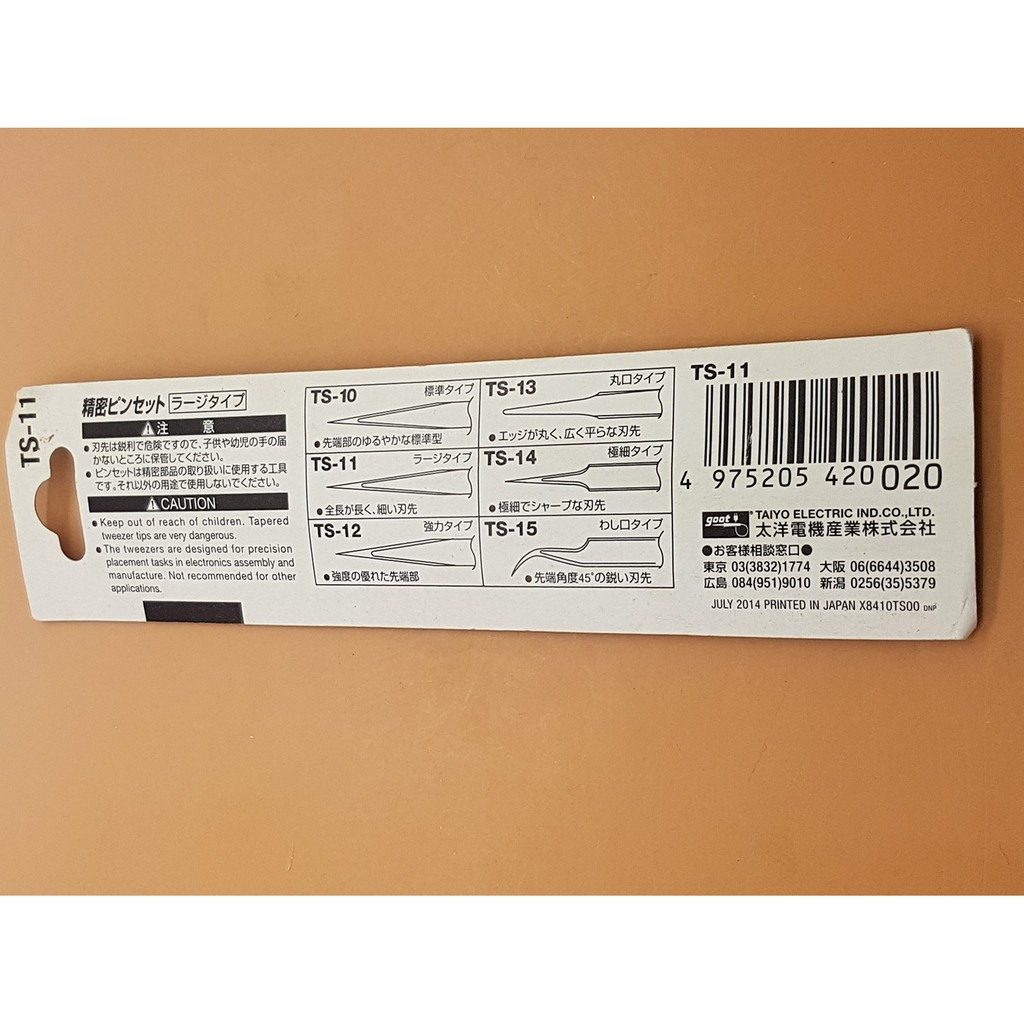 TS-11
精密ピンセット ラージタイプ
注 意
● 刃先は鋭利で危険ですので、子供や幼児の手の届
かないところに保管してください。
● ピンセットは精密部品の取り扱いに使用する工具
です。それ以外の用途で使用しないでください。
CAUTION
● Keep out of reach of children. Tapered
tweezer tips are very dangerous.
● The tweezers are designed for precision
placement tasks in electronics assembly and
manufacture. Not recommended for other
applications.
TS-10 標準タイプ
● 先端部のゆるやかな標準型
TS-11 ラージタイプ
● 全長が長く、細い刃先
TS-12 強力タイプ
● 強度の優れた先端部
TS-13 丸口タイプ
● エッジが丸く、広く平らな刃先
TS-14 極細タイプ
● 極細でシャープな刃先
TS-15 わし口タイプ
● 先端角度45°の鋭い刃先
TS-11
4 975205 420020
goot TAIYO ELECTRIC IND.CO.,LTD.
太洋電機産業株式会社
●お客様相談窓口●
東京 03(3832)1774 大阪 06(6644)3508
広島 084(951)9010 新潟 0256(35)5379
JULY 2014 PRINTED IN JAPAN X8410TS00 DNP